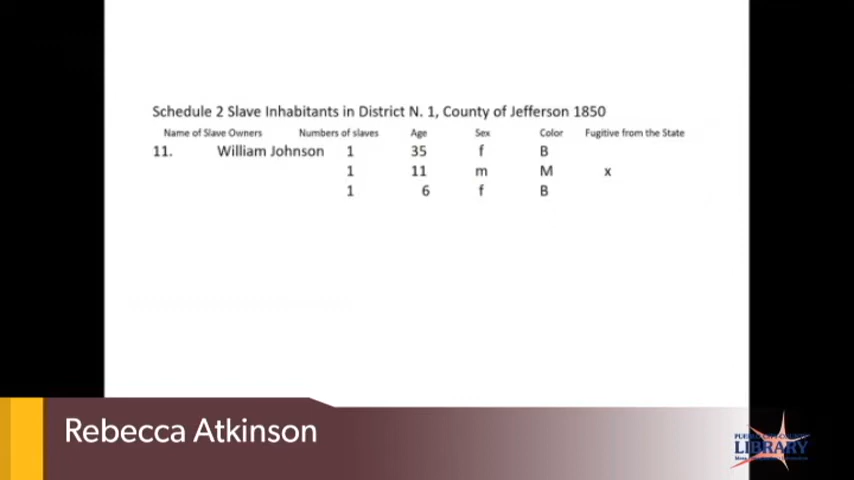 Schedule 2 Slave Inhabitants in District N. 1, County of Jefferson 1850
Name of Slave Owners Numbers of slaves Age Sex Color Fugitive from the State
11. William Johnson 1 35 f B
1 11 m M x
1 6 f B
Rebecca Atkinson
LIBRARY